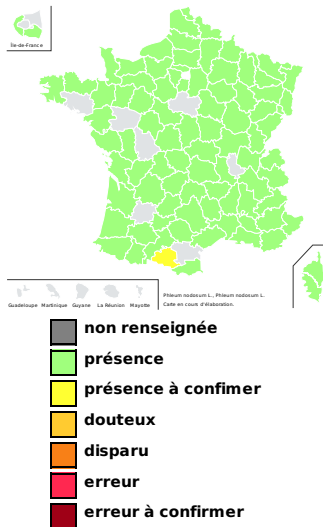 Île-de-France
Guadeloupe Martinique Guyane La Réunion Mayotte
Phleum nodosum L., Phleum nodosum L.
Carte en cours d'élaboration.
non renseignée
présence
présence à confimer
douteux
disparu
erreur
erreur à confirmer